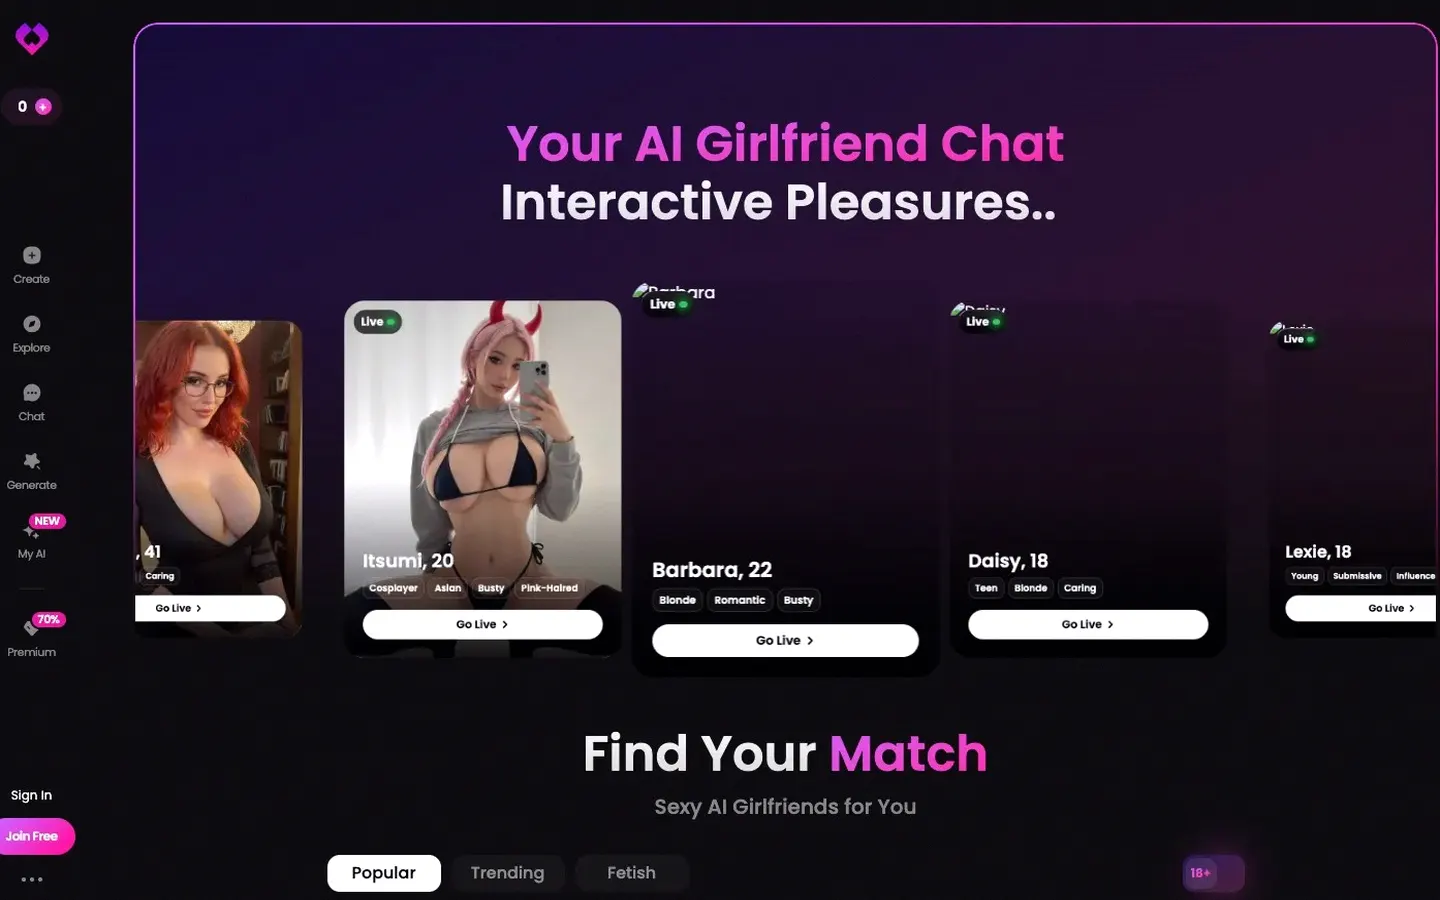 0 +
Your AI Girlfriend Chat
Interactive Pleasures..
Create
Explore
Chat
Generate
NEW
My AI
70%
Premium
Sign In
Join Free
, 41
Caring
Go Live >
Live
Itsumi, 20
Cosplayer Asian Busty Pink-Haired
Go Live >
Barbara
Live
Barbara, 22
Blonde Romantic Busty
Go Live >
Daisy
Live
Daisy, 18
Teen Blonde Caring
Go Live >
Lexie
Live
Lexie, 18
Young Submissive Influence
Go Live >
Find Your Match
Sexy AI Girlfriends for You
Popular Trending Fetish
18+